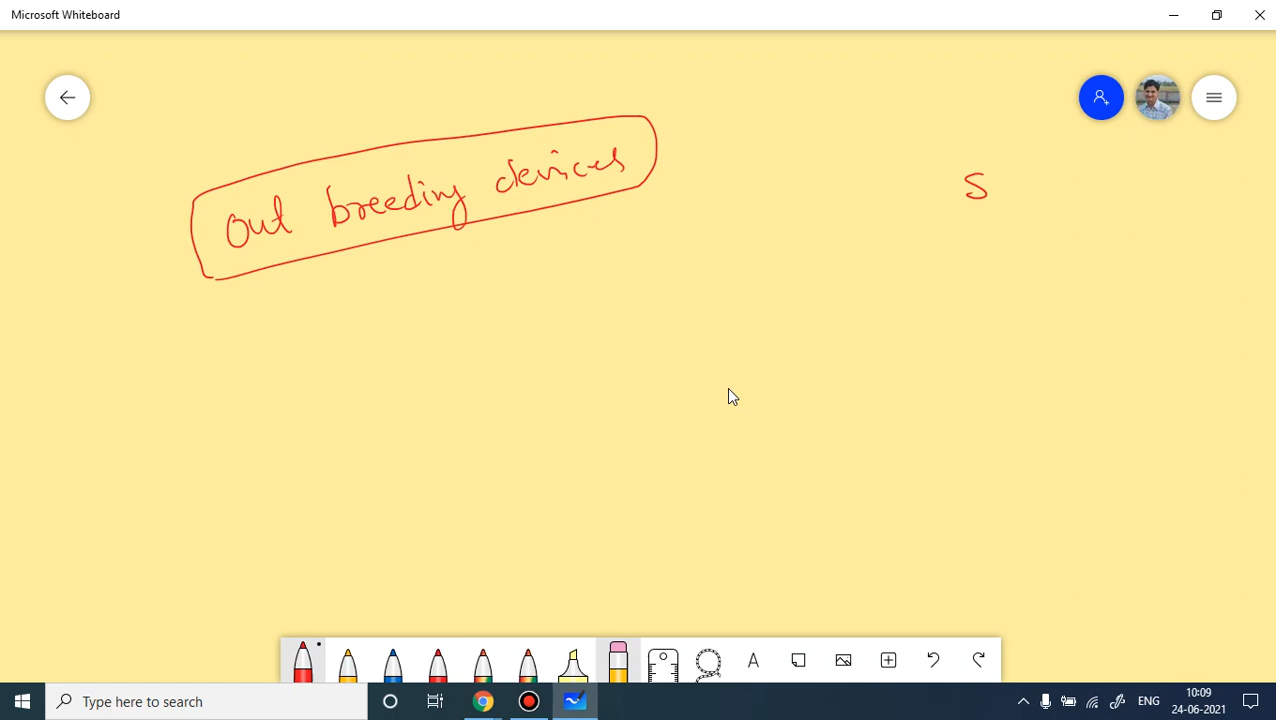 Microsoft Whiteboard
Out breeding devices
S
A
Type here to search
ENG
10:09
24-06-2021